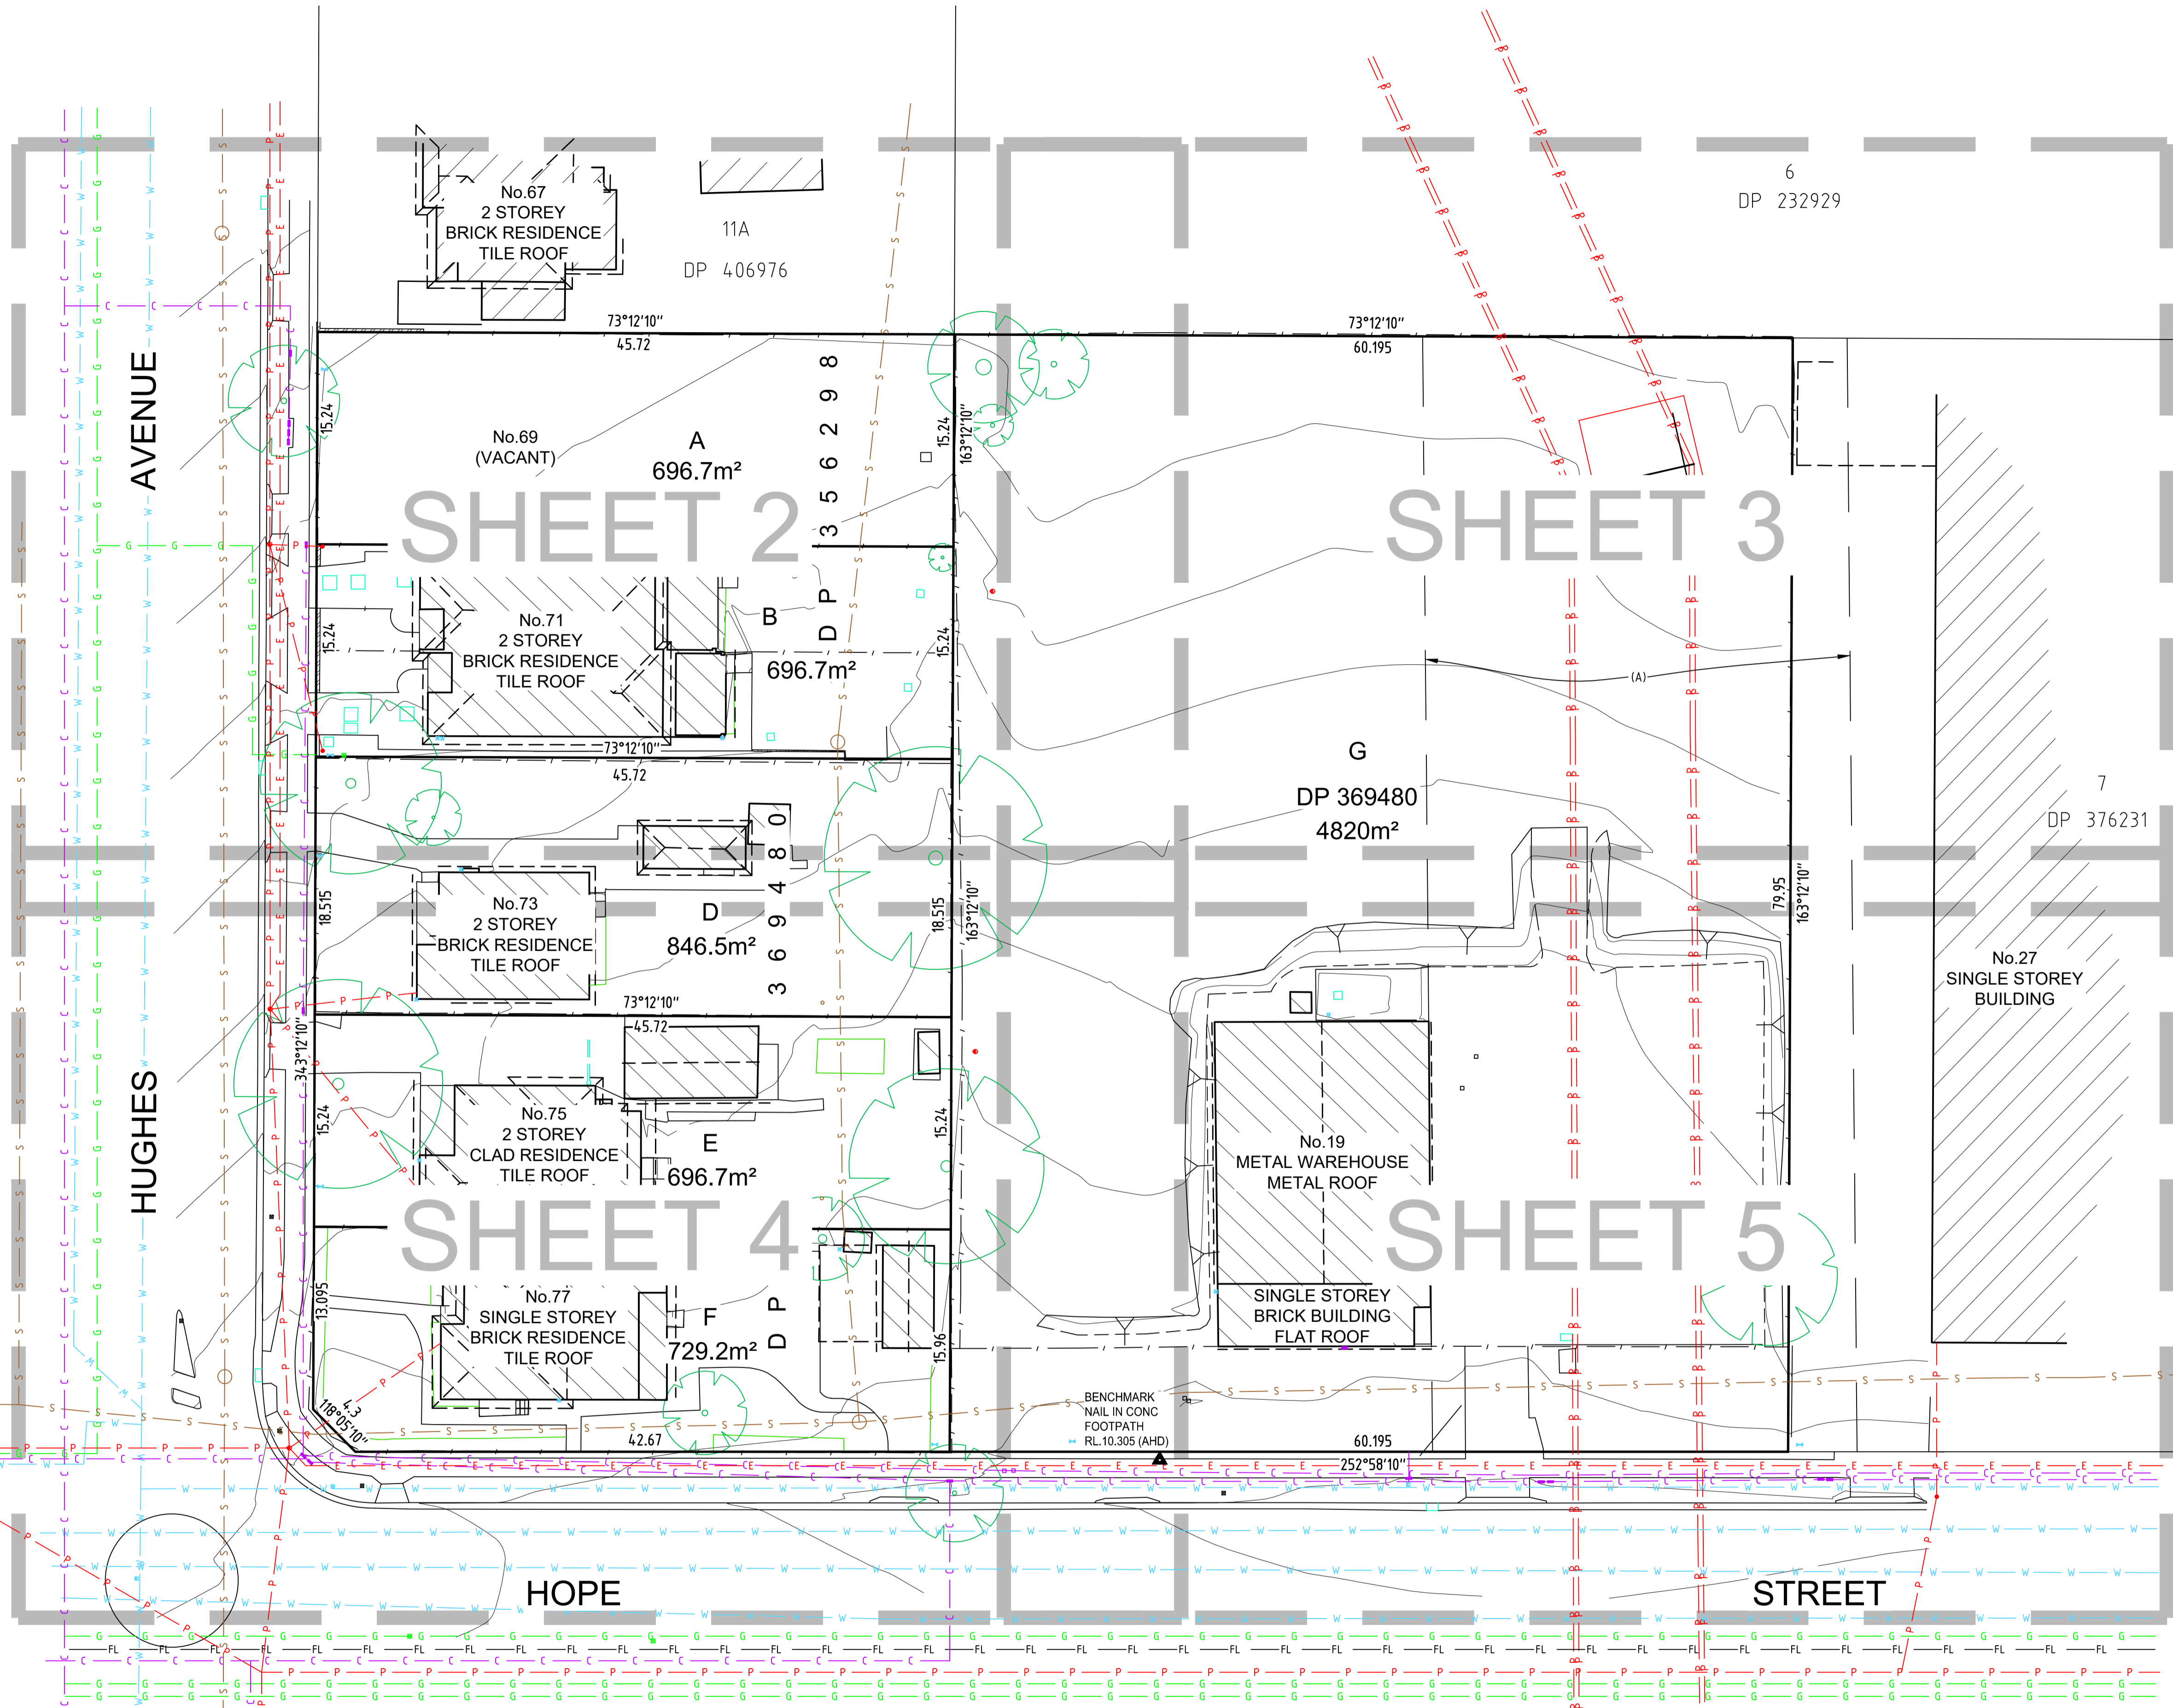 6
DP 232929
No.67
2 STOREY
BRICK RESIDENCE
TILE ROOF
11A
DP 406976
73°12'10"
45.72
73°12'10"
60.195
AVENUE
HUGHES
15.24
No.69
(VACANT)
A
696.7m²
DP 356298
15.24
163°12'10"
SHEET 2
SHEET 3
15.24
No.71
2 STOREY
BRICK RESIDENCE
TILE ROOF
B
696.7m²
15.24
(A)
73°12'10"
45.72
G
DP 369480
4820m²
7
DP 376231
18.515
No.73
2 STOREY
BRICK RESIDENCE
TILE ROOF
D
846.5m²
DP 369480
18.515
163°12'10"
79.95
163°12'10"
No.27
SINGLE STOREY
BUILDING
73°12'10"
45.72
343°12'10"
15.24
No.75
2 STOREY
CLAD RESIDENCE
TILE ROOF
E
696.7m²
15.24
No.19
METAL WAREHOUSE
METAL ROOF
SHEET 4
SHEET 5
13.095
No.77
SINGLE STOREY
BRICK RESIDENCE
TILE ROOF
F
729.2m²
15.96
SINGLE STOREY
BRICK BUILDING
FLAT ROOF
4.3
118°05'10"
42.67
BENCHMARK
NAIL IN CONC
FOOTPATH
RL.10.305 (AHD)
60.195
252°58'10"
HOPE
STREET